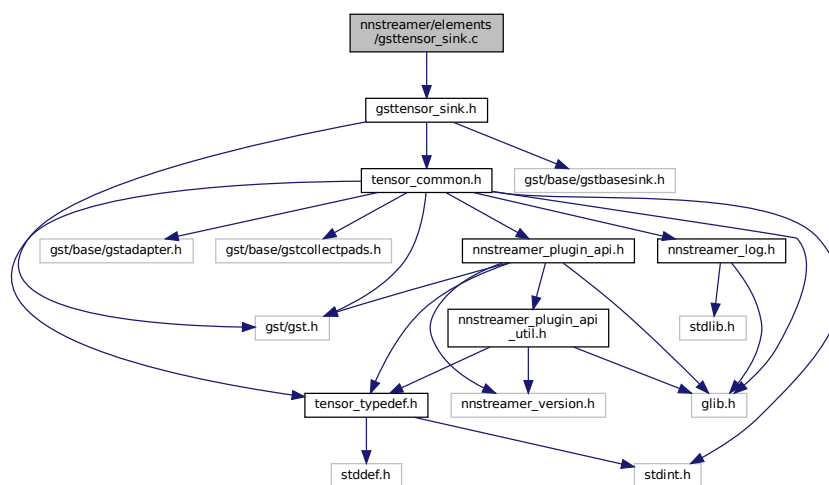 nnstreamer/elements
/gsttensor_sink.c
gsttensor_sink.h
tensor_common.h
gst/base/gstbasesink.h
gst/base/gstadapter.h
gst/base/gstcollectpads.h
nnstreamer_plugin_api.h
nnstreamer_log.h
gst/gst.h
nnstreamer_plugin_api
_util.h
stdlib.h
tensor_typedef.h
nnstreamer_version.h
glib.h
stddef.h
stdint.h